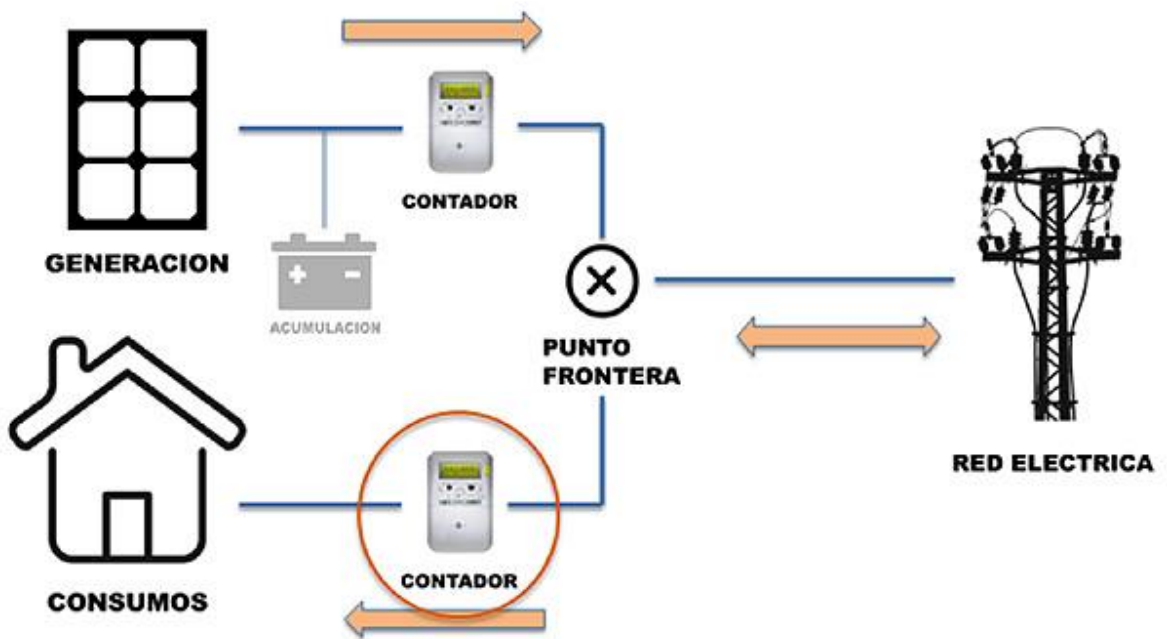 CONTADOR
GENERACION
ACUMULACION
PUNTO
FRONTERA
RED ELECTRICA
CONTADOR
CONSUMOS